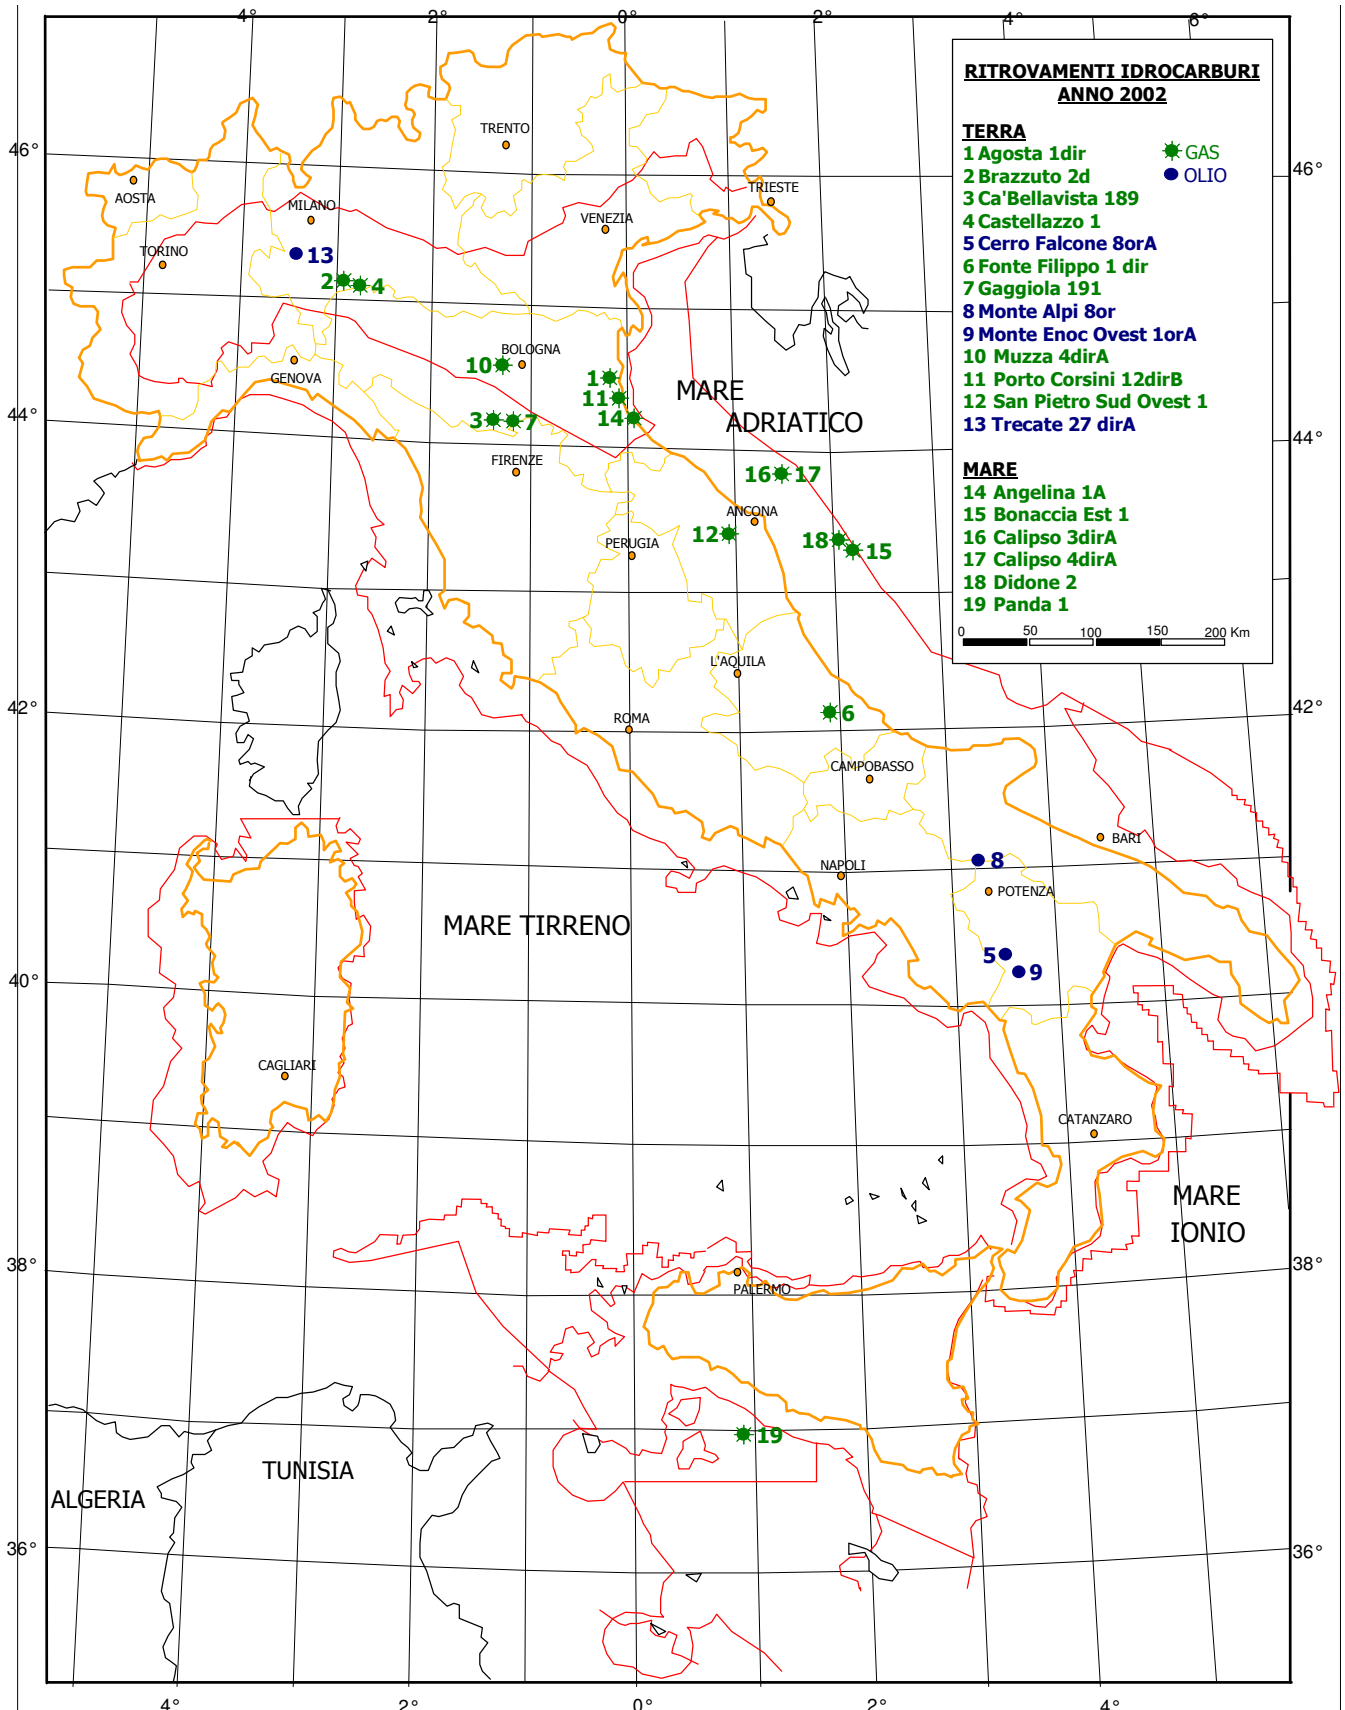 4° 2° 0° 2° 4° 6°
RITROVAMENTI IDROCARBURI
ANNO 2002
TERRA
1 Agosta 1dir
GAS
2 Brazzuto 2d
OLIO
3 Ca'Bellavista 189
4 Castellazzo 1
5 Cerro Falcone 8orA
6 Fonte Filippo 1 dir
7 Gaggiola 191
8 Monte Alpi 8or
9 Monte Enoc Ovest 1orA
10 Muzza 4dirA
11 Porto Corsini 12dirB
12 San Pietro Sud Ovest 1
13 Trecate 27 dirA
MARE
14 Angelina 1A
15 Bonaccia Est 1
16 Calipso 3dirA
17 Calipso 4dirA
18 Didone 2
19 Panda 1
0 50 100 150 200 Km
TRENTO
46° 46°
AOSTA
TRIESTE
MILANO
VENEZIA
TORINO
13
2 4
BOLOGNA
10
GENOVA
1
MARE
ADRIATICO
11
44° 44°
3 7
14
FIRENZE
16 17
ANCONA
12
PERUGIA
18
15
L'AQUILA
42° 42°
6
ROMA
CAMPOBASSO
BARI
8
NAPOLI
POTENZA
MARE TIRRENO
5
9
40° 40°
CAGLIARI
CATANZARO
MARE
IONIO
38° 38°
PALERMO
19
TUNISIA
ALGERIA
36° 36°
4° 2° 0° 2° 4°